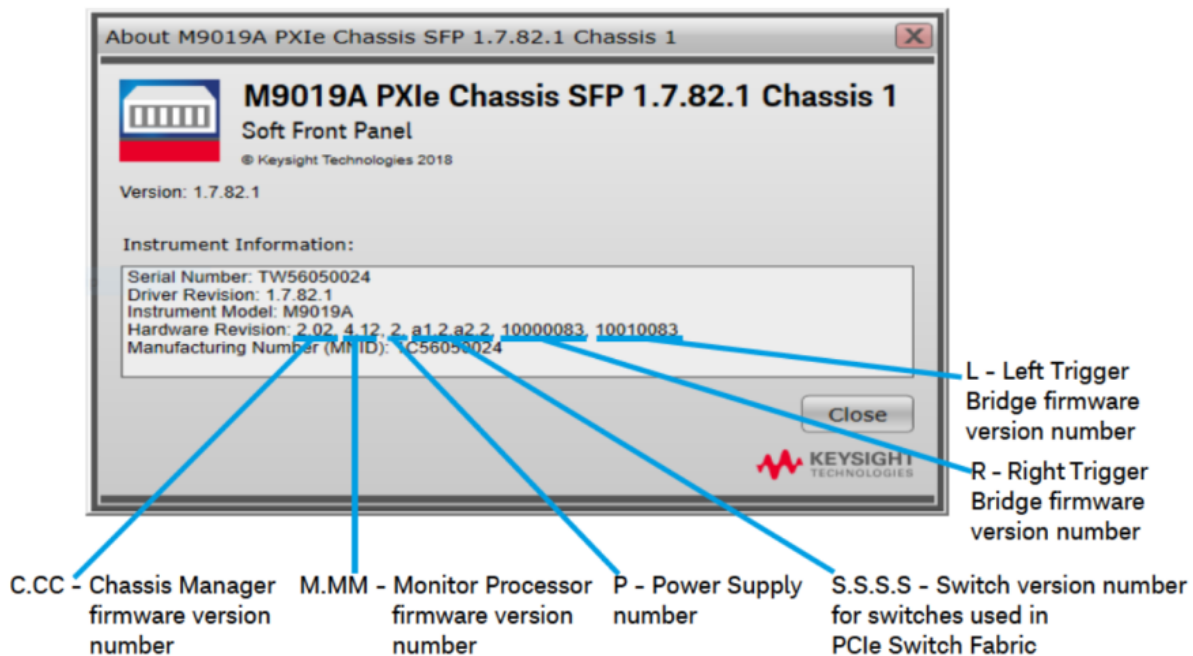 About M9019A PXIe Chassis SFP 1.7.82.1 Chassis 1
M9019A PXIe Chassis SFP 1.7.82.1 Chassis 1
Soft Front Panel
© Keysight Technologies 2018
Version: 1.7.82.1
Instrument Information:
Serial Number: TW56050024
Driver Revision: 1.7.82.1
Instrument Model: M9019A
Hardware Revision: 2.02, 4.12, 2, a1.2.a2.2, 10000083, 10010083,
Manufacturing Number (MNID): TC56050024
Close
KEYSIGHT
TECHNOLOGIES
L - Left Trigger
Bridge firmware
version number
R - Right Trigger
Bridge firmware
version number
C.CC - Chassis Manager
firmware version
number
M.MM - Monitor Processor
firmware version
number
P - Power Supply
number
S.S.S.S - Switch version number
for switches used in
PCIe Switch Fabric